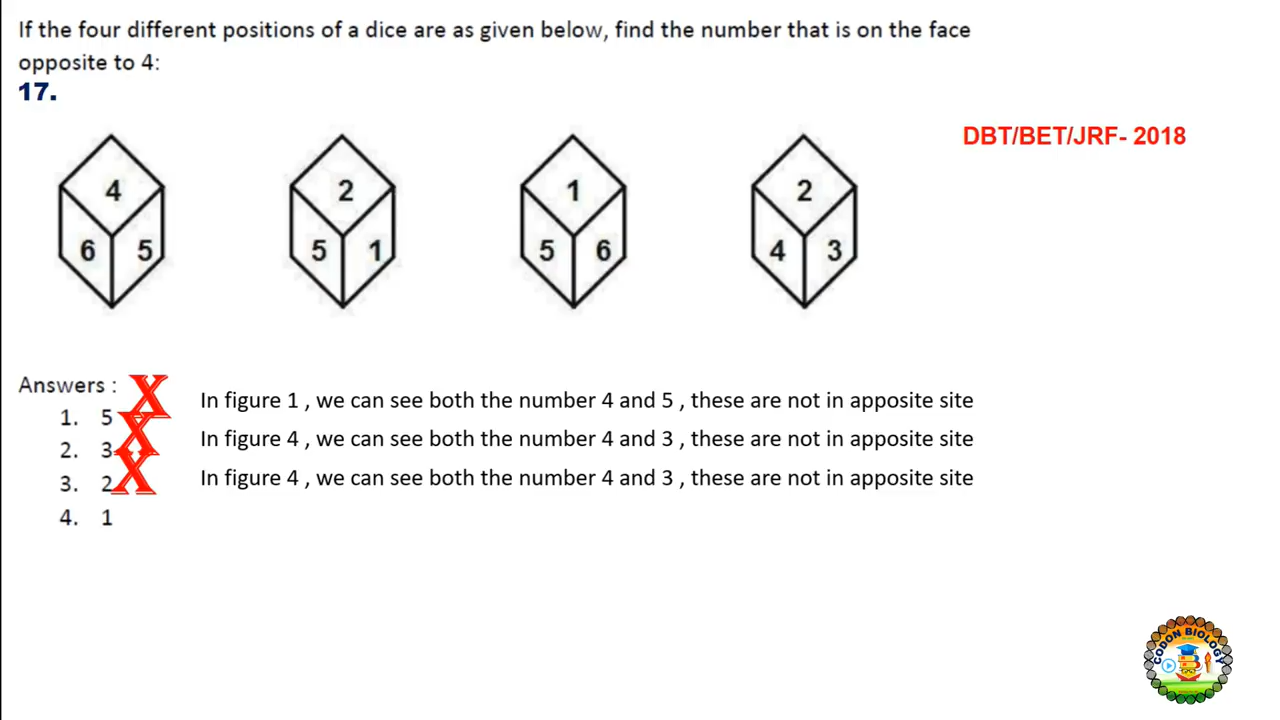 If the four different positions of a dice are as given below, find the number that is on the face
opposite to 4:
17.
DBT/BET/JRF- 2018
4
6 5
2
5 1
1
5 6
2
4 3
Answers :
1. 5
2. 3
3. 2
4. 1
X
X
X
In figure 1 , we can see both the number 4 and 5 , these are not in apposite site
In figure 4 , we can see both the number 4 and 3 , these are not in apposite site
In figure 4 , we can see both the number 4 and 3 , these are not in apposite site
CODON BIOLOGY